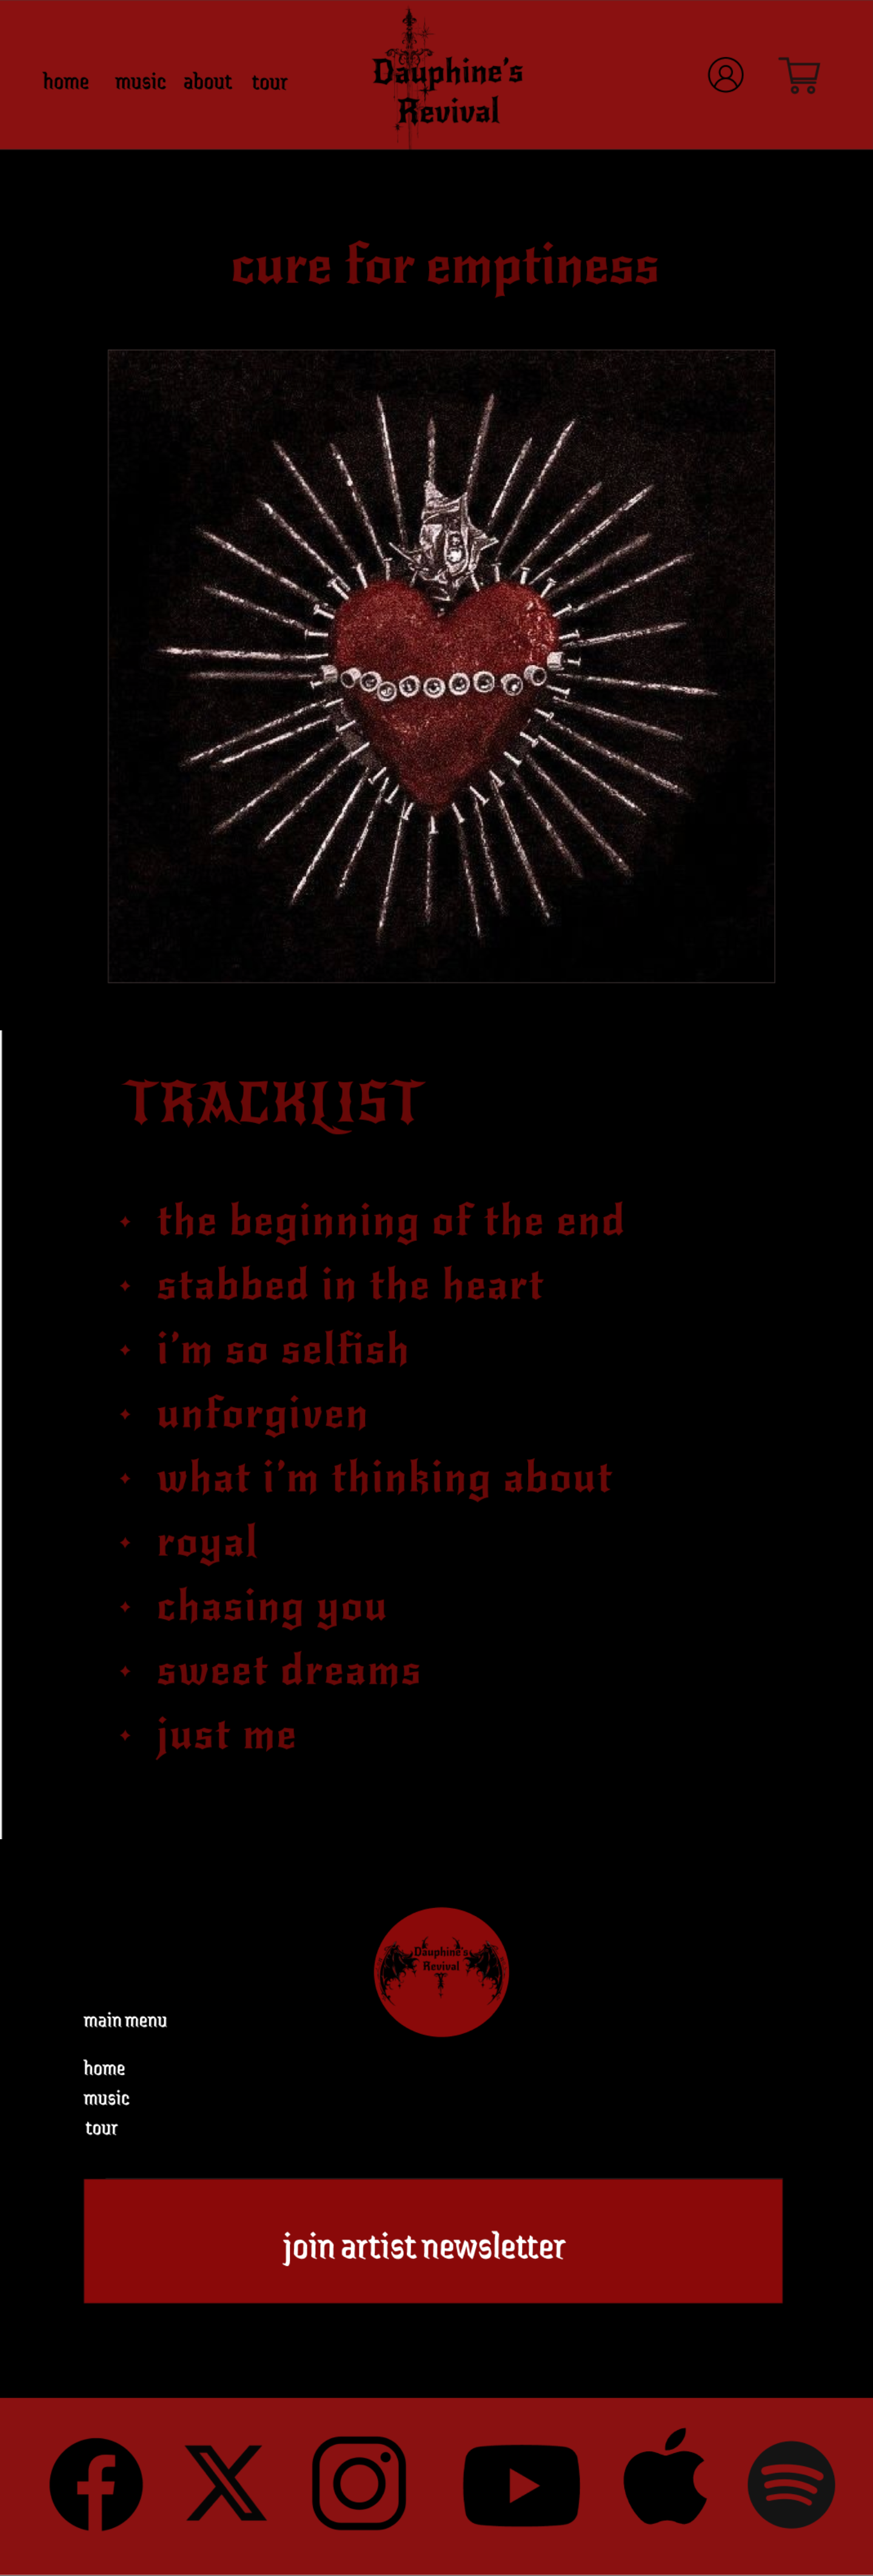 home music about tour
Dauphine's
Revival
cure for emptiness
TRACKLIST
the beginning of the end
stabbed in the heart
i'm so selfish
unforgiven
what i'm thinking about
royal
chasing you
sweet dreams
just me
Dauphine's
Revival
main menu
home
music
tour
join artist newsletter